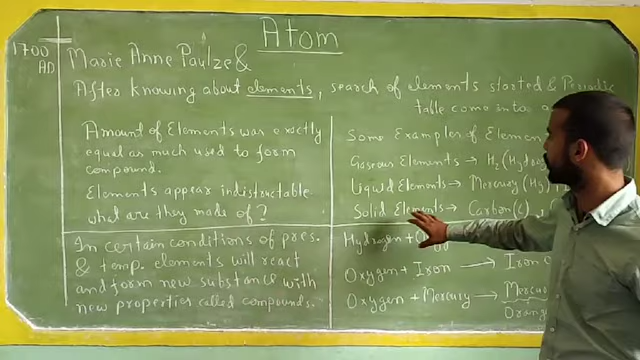 Atom
1700 AD
Marie Anne Paulze &
After knowing about elements, search of elements started & Periodic
table come into
Amount of Elements was exactly
equal as much used to form
compound.
Elements appear indistructable
what are they made of?
In certain conditions of pres.
& temp. elements will react
and form new substance with
new properties called compounds.
Some Examples of Elemen
Gaseous Elements → H₂ (Hydro
Liquid Elements → Mercury (Hg)
Solid Elements → Carbon (C),
Hydrogen +
Oxygen + Iron → Iron
Oxygen + Mercury → Mercu
Orang